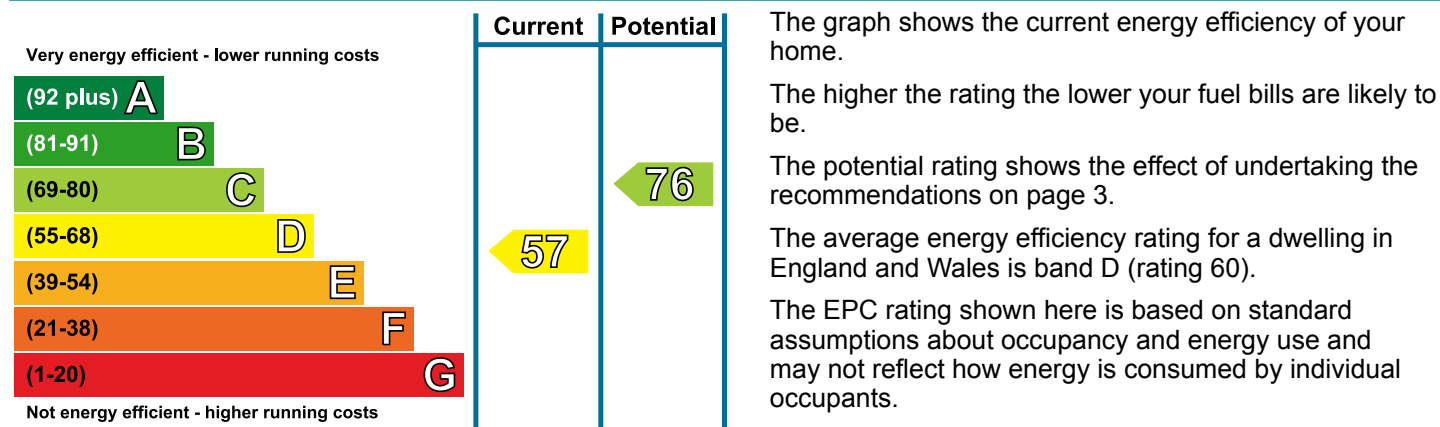 Current Potential
Very energy efficient - lower running costs
(92 plus) A
(81-91) B
(69-80) C
76
(55-68) D
57
(39-54) E
(21-38) F
(1-20) G
Not energy efficient - higher running costs
The graph shows the current energy efficiency of your
home.
The higher the rating the lower your fuel bills are likely to
be.
The potential rating shows the effect of undertaking the
recommendations on page 3.
The average energy efficiency rating for a dwelling in
England and Wales is band D (rating 60).
The EPC rating shown here is based on standard
assumptions about occupancy and energy use and
may not reflect how energy is consumed by individual
occupants.